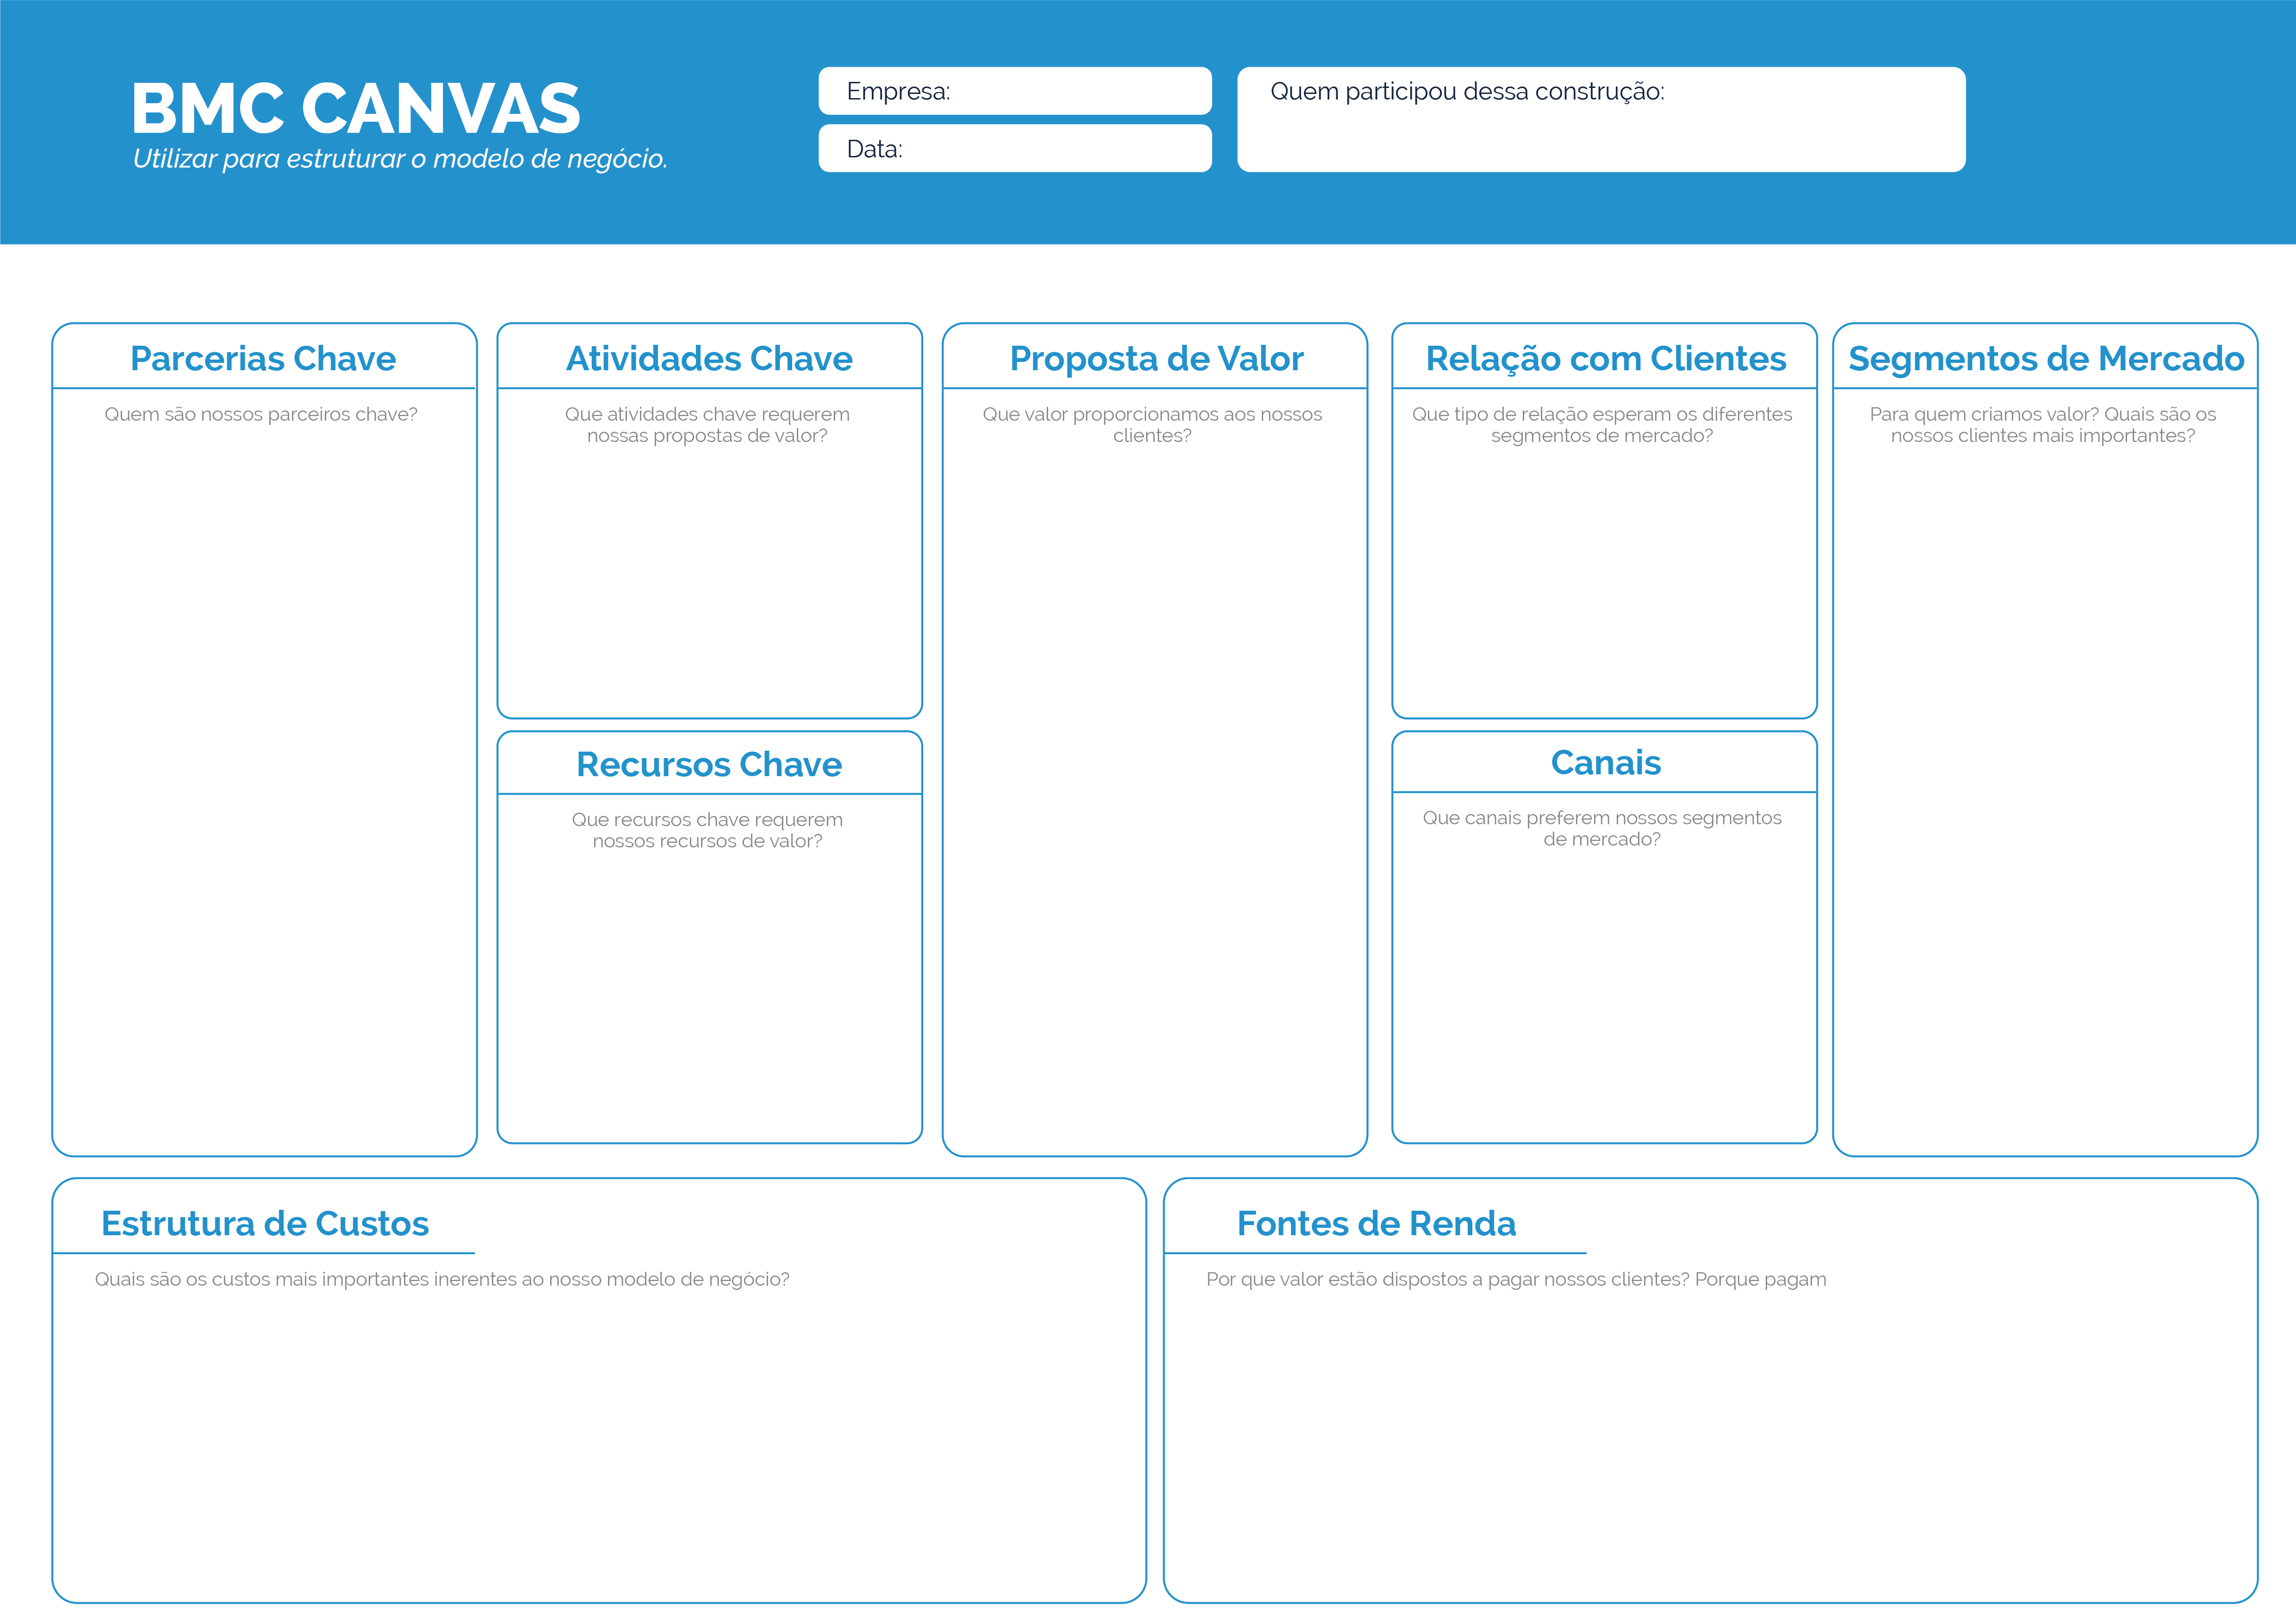 BMC CANVAS
Utilizar para estruturar o modelo de negócio.
Empresa:
Data:
Quem participou dessa construção:
Parcerias Chave
Quem são nossos parceiros chave?
Atividades Chave
Que atividades chave requerem
nossas propostas de valor?
Recursos Chave
Que recursos chave requerem
nossos recursos de valor?
Proposta de Valor
Que valor proporcionamos aos nossos
clientes?
Relação com Clientes
Que tipo de relação esperam os diferentes
segmentos de mercado?
Canais
Que canais preferem nossos segmentos
de mercado?
Segmentos de Mercado
Para quem criamos valor? Quais são os
nossos clientes mais importantes?
Estrutura de Custos
Quais são os custos mais importantes inerentes ao nosso modelo de negócio?
Fontes de Renda
Por que valor estão dispostos a pagar nossos clientes? Porque pagam